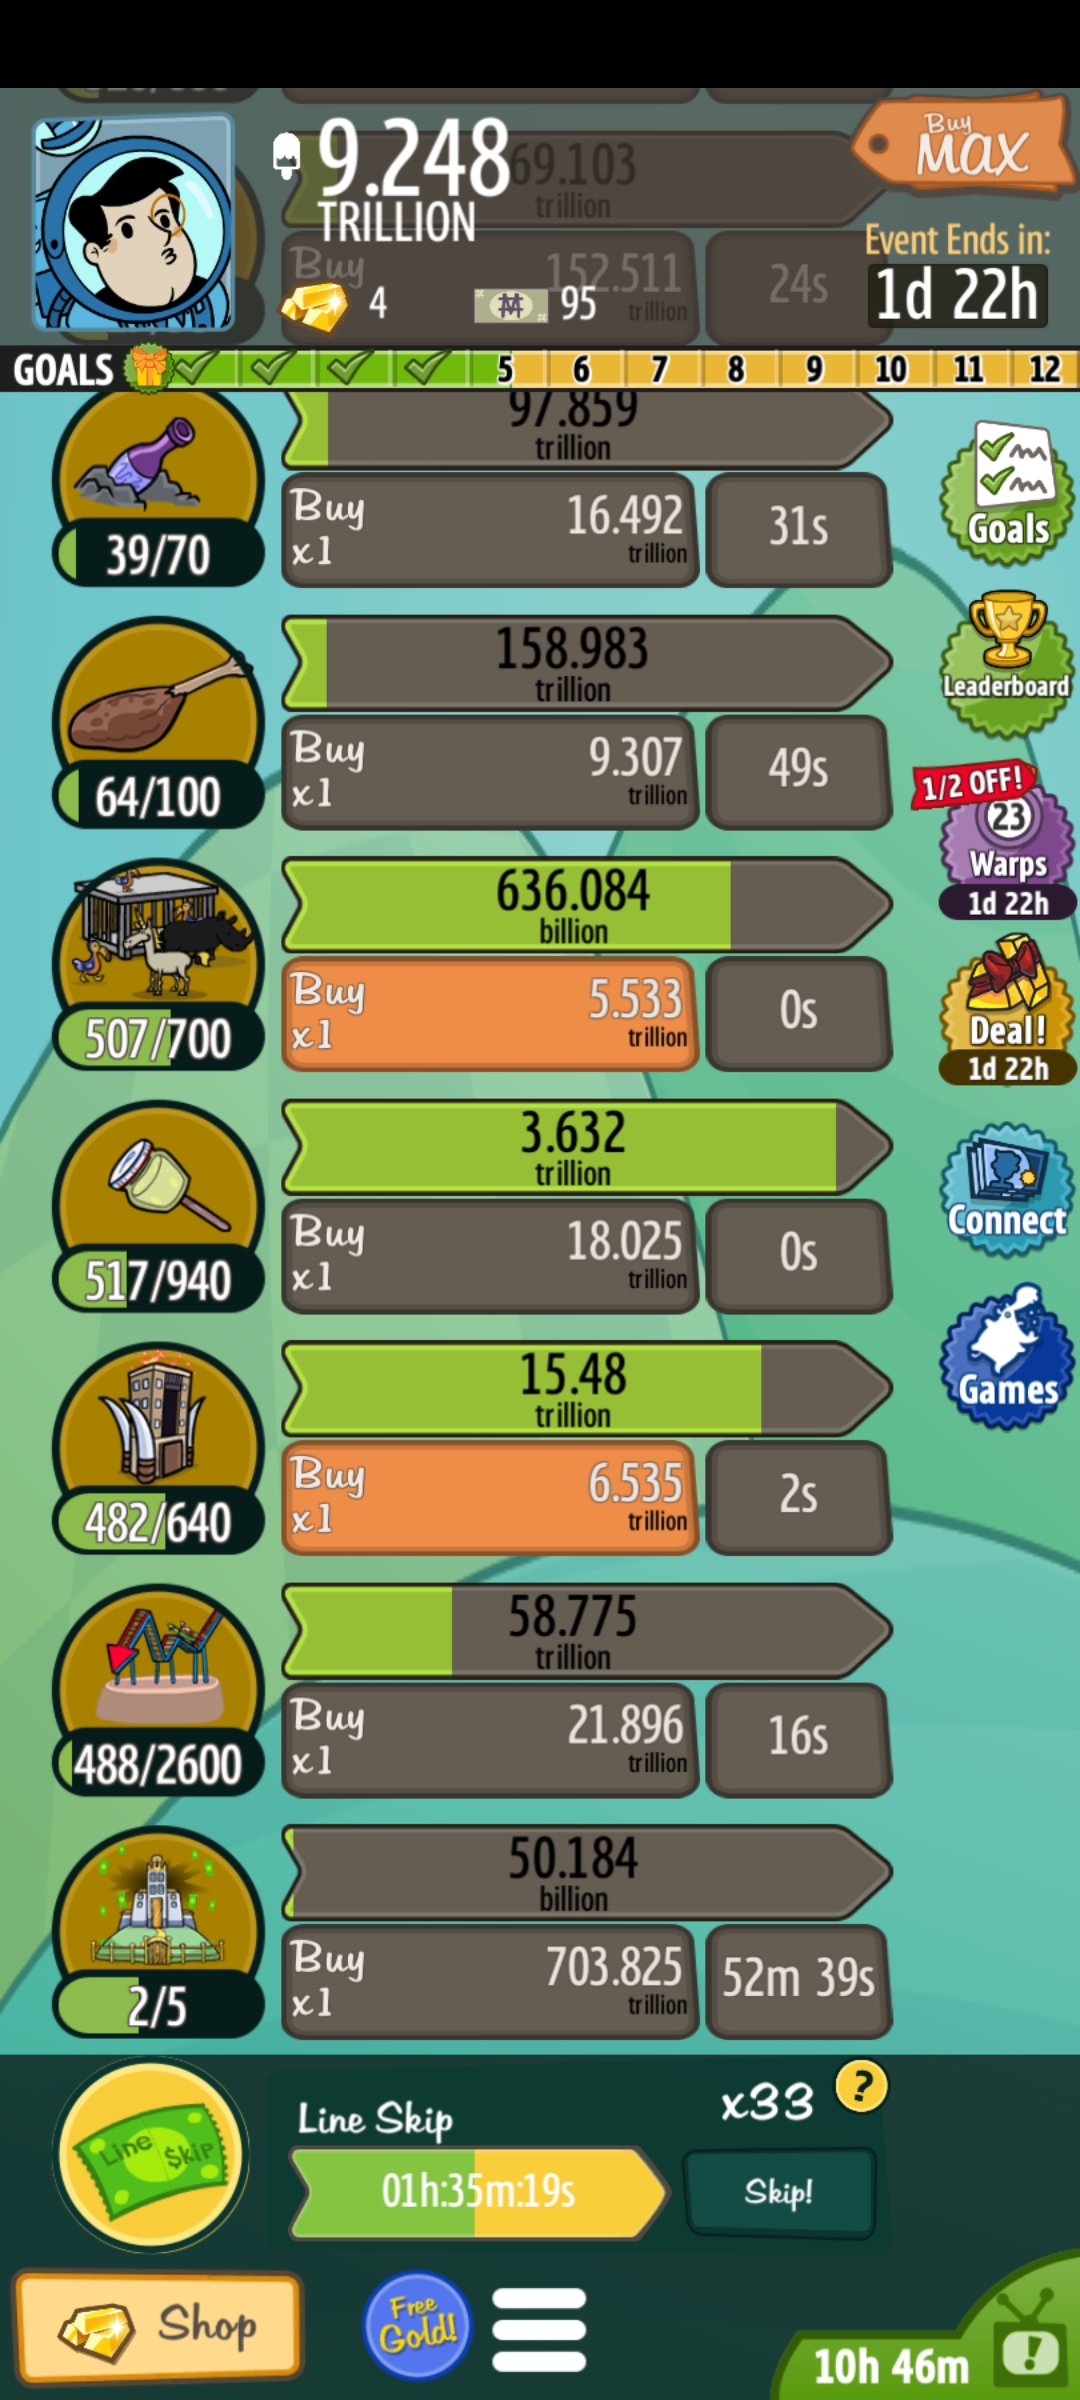 Buy
MAX
9.248
69.103
TRILLION
trillion
Event Ends in:
Buy
152.511
trillion
24s
1d 22h
4
95
GOALS
5
6
7
8
9
10
11
12
97.859
trillion
Buy
x1
16.492
trillion
31s
39/70
Goals
158.983
trillion
Leaderboard
Buy
x1
9.307
trillion
49s
64/100
1/2 OFF!
23
Warps
1d 22h
636.084
billion
Buy
x1
5.533
trillion
0s
507/700
Deal!
1d 22h
3.632
trillion
Buy
x1
18.025
trillion
0s
517/940
Connect
15.48
trillion
Games
Buy
x1
6.535
trillion
2s
482/640
58.775
trillion
Buy
x1
21.896
trillion
16s
488/2600
50.184
billion
Buy
x1
703.825
trillion
52m 39s
2/5
Line $kip
Line Skip
x33
?
01h:35m:19s
Skip!
Shop
Free
Gold!
10h 46m
!